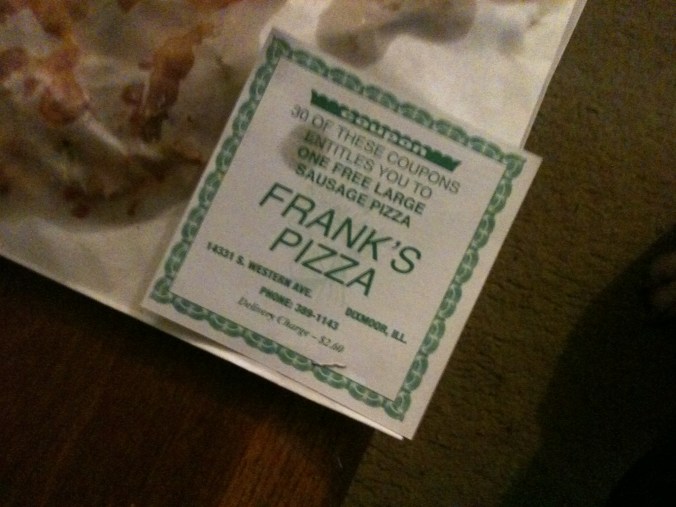 COUPON
30 OF THESE COUPONS
ENTITLES YOU TO
ONE FREE LARGE
SAUSAGE PIZZA
FRANK'S
PIZZA
14331 S. WESTERN AVE. DIXMOOR, ILL.
PHONE: 389-1143
Delivery Charge - $2.60